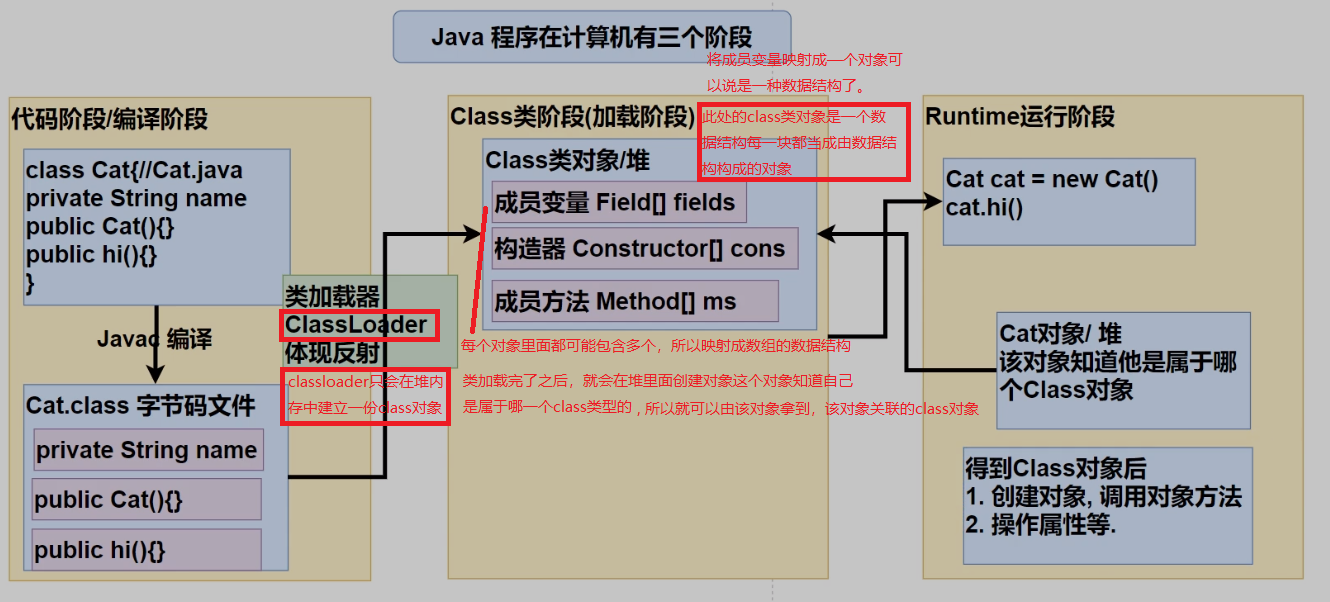 Java 程序在计算机有三个阶段
将成员变量映射成一个对象可
以说是一种数据结构了。
代码阶段/编译阶段
class Cat{//Cat.java
private String name
public Cat(){}
public hi(){}
}
Javac 编译
Cat.class 字节码文件
private String name
public Cat(){}
public hi(){}
类加载器
ClassLoader
体现反射
classloader只会在堆内
存中建立一份class对象
Class类阶段(加载阶段)
此处的class类对象是一个数
据结构每一块都当成由数据结
构构成的对象
Class类对象/堆
成员变量 Field[] fields
构造器 Constructor[] cons
成员方法 Method[] ms
每个对象里面都可能包含多个，所以映射成数组的数据结构
类加载完了之后，就会在堆里面创建对象这个对象知道自己
是属于哪一个class类型的，所以就可以由该对象拿到，该对象关联的class对象
Runtime运行阶段
Cat cat = new Cat()
cat.hi()
Cat对象/ 堆
该对象知道他是属于哪
个Class对象
得到Class对象后
1. 创建对象, 调用对象方法
2. 操作属性等.